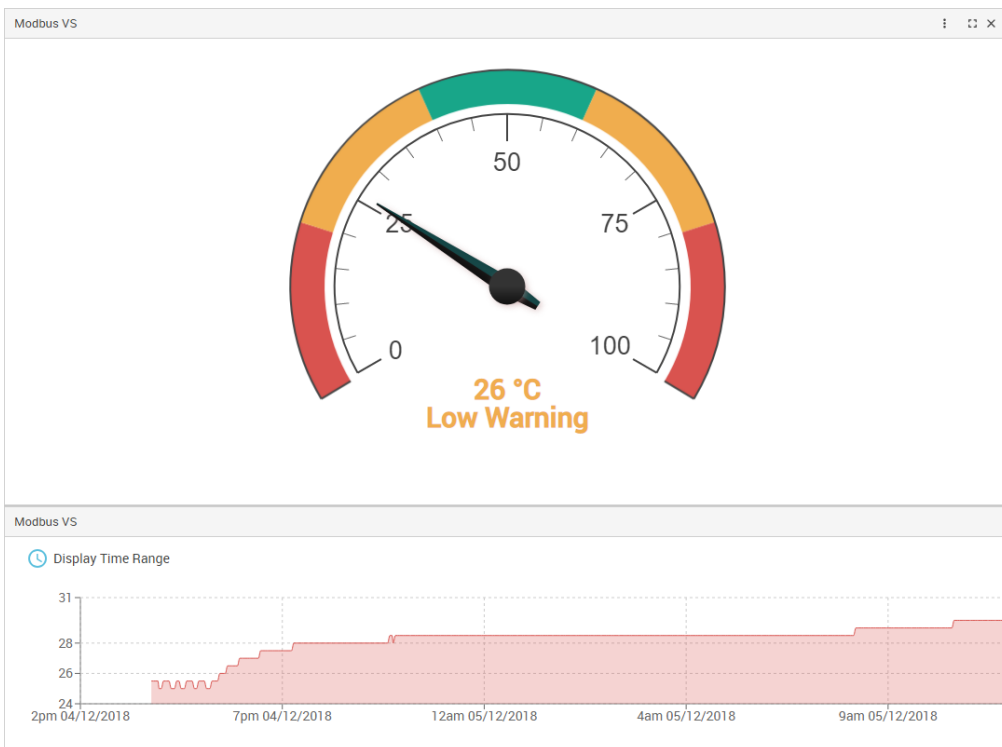 Modbus VS
50
25
75
0
100
26 °C
Low Warning
Modbus VS
Display Time Range
31
28
26
24
2pm 04/12/2018 7pm 04/12/2018 12am 05/12/2018 4am 05/12/2018 9am 05/12/2018